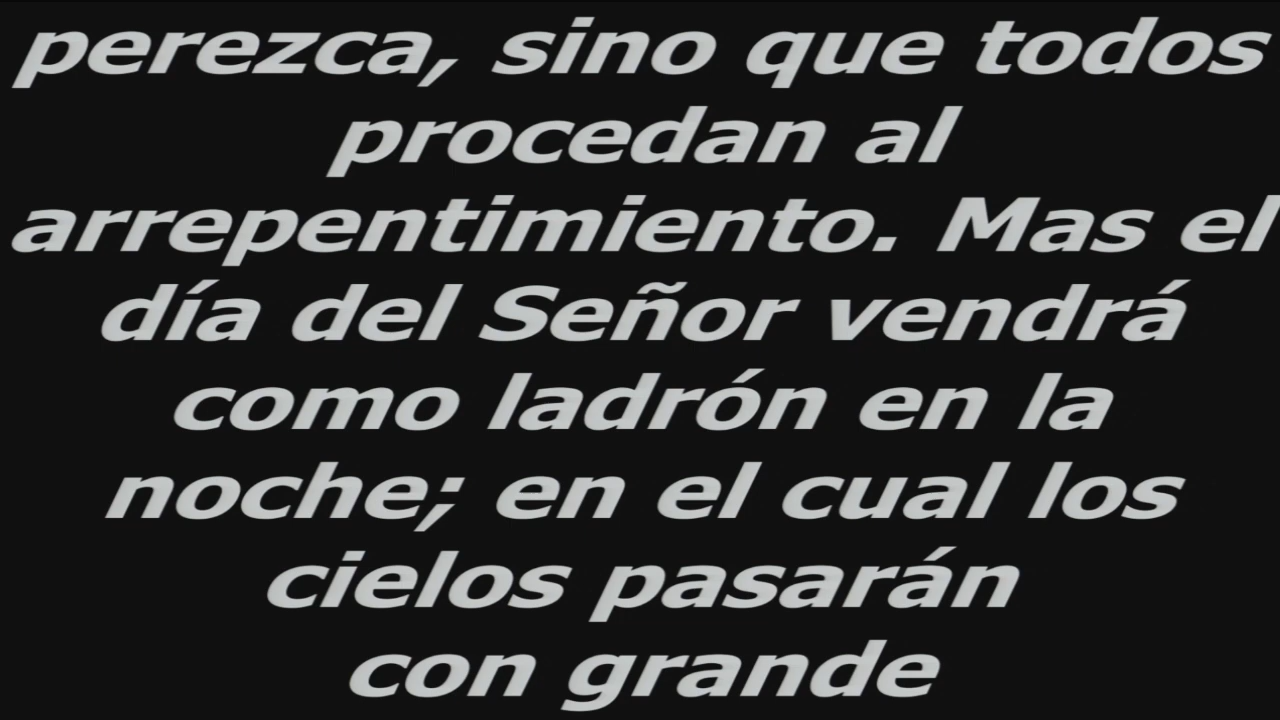 perezca, sino que todos
procedan al
arrepentimiento. Mas el
día del Señor vendrá
como ladrón en la
noche; en el cual los
cielos pasarán
con grande